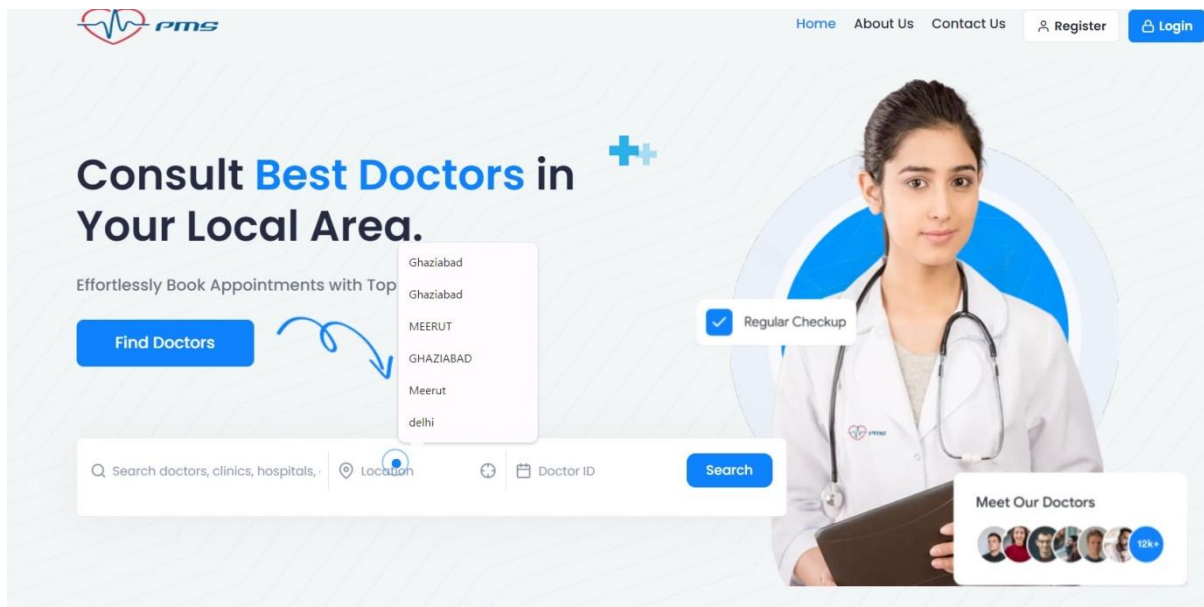 PMS
Home About Us Contact Us Register Login
Consult Best Doctors in
Your Local Area.
Effortlessly Book Appointments with Top
Find Doctors
Ghaziabad
Ghaziabad
MEERUT
GHAZIABAD
Meerut
delhi
Search doctors, clinics, hospitals,
Location
Doctor ID
Search
Regular Checkup
PMS
Meet Our Doctors
12k+